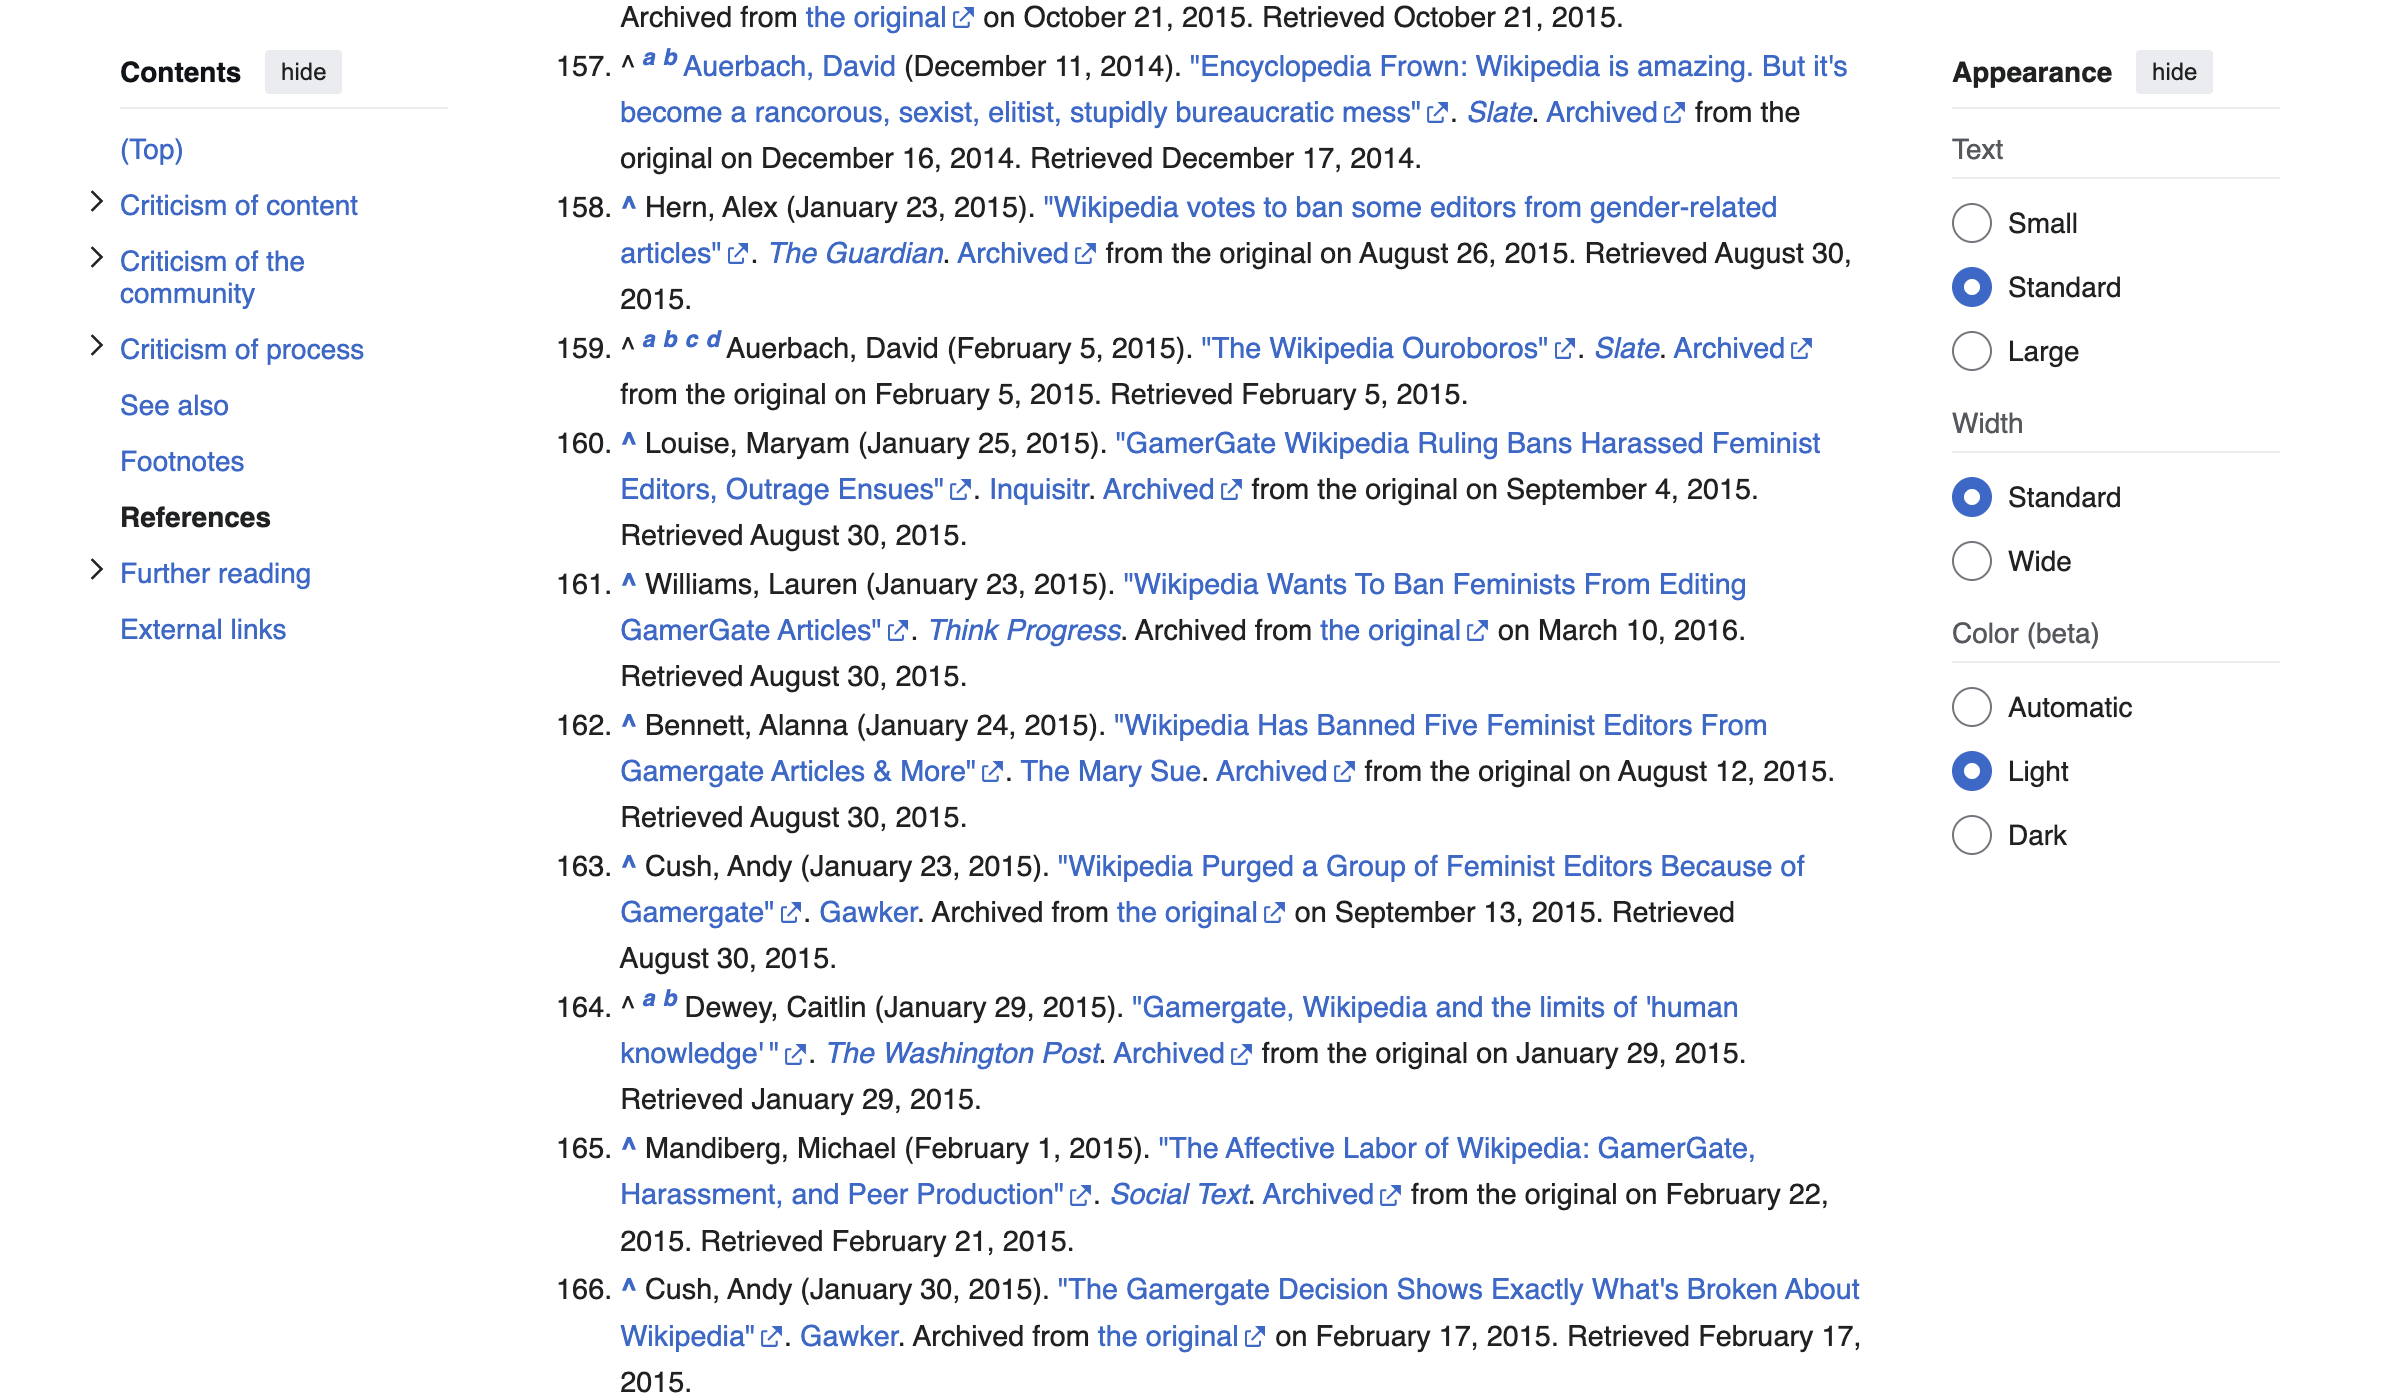 Contents hide
(Top)
Criticism of content
Criticism of the
community
Criticism of process
See also
Footnotes
References
Further reading
External links
Archived from the original on October 21, 2015. Retrieved October 21, 2015.
157. ^ a b Auerbach, David (December 11, 2014). "Encyclopedia Frown: Wikipedia is amazing. But it's
become a rancorous, sexist, elitist, stupidly bureaucratic mess". Slate. Archived from the
original on December 16, 2014. Retrieved December 17, 2014.
158. ^ Hern, Alex (January 23, 2015). "Wikipedia votes to ban some editors from gender-related
articles". The Guardian. Archived from the original on August 26, 2015. Retrieved August 30,
2015.
159. ^ a b c d Auerbach, David (February 5, 2015). "The Wikipedia Ouroboros". Slate. Archived
from the original on February 5, 2015. Retrieved February 5, 2015.
160. ^ Louise, Maryam (January 25, 2015). "GamerGate Wikipedia Ruling Bans Harassed Feminist
Editors, Outrage Ensues". Inquisitr. Archived from the original on September 4, 2015.
Retrieved August 30, 2015.
161. ^ Williams, Lauren (January 23, 2015). "Wikipedia Wants To Ban Feminists From Editing
GamerGate Articles". Think Progress. Archived from the original on March 10, 2016.
Retrieved August 30, 2015.
162. ^ Bennett, Alanna (January 24, 2015). "Wikipedia Has Banned Five Feminist Editors From
Gamergate Articles & More". The Mary Sue. Archived from the original on August 12, 2015.
Retrieved August 30, 2015.
163. ^ Cush, Andy (January 23, 2015). "Wikipedia Purged a Group of Feminist Editors Because of
Gamergate". Gawker. Archived from the original on September 13, 2015. Retrieved
August 30, 2015.
164. ^ a b Dewey, Caitlin (January 29, 2015). "Gamergate, Wikipedia and the limits of 'human
knowledge' ". The Washington Post. Archived from the original on January 29, 2015.
Retrieved January 29, 2015.
165. ^ Mandiberg, Michael (February 1, 2015). "The Affective Labor of Wikipedia: GamerGate,
Harassment, and Peer Production". Social Text. Archived from the original on February 22,
2015. Retrieved February 21, 2015.
166. ^ Cush, Andy (January 30, 2015). "The Gamergate Decision Shows Exactly What's Broken About
Wikipedia". Gawker. Archived from the original on February 17, 2015. Retrieved February 17,
2015.
Appearance hide
Text
Small
Standard
Large
Width
Standard
Wide
Color (beta)
Automatic
Light
Dark